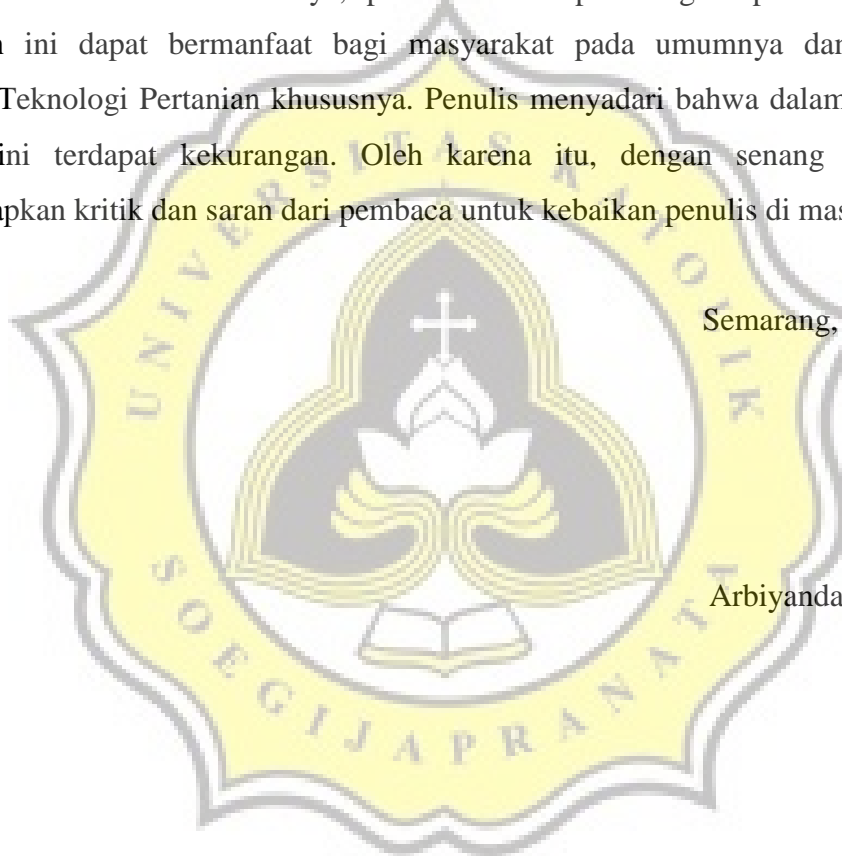 ini dapat bermanfaat bagi masyarakat pada umumnya dan
Teknologi Pertanian khususnya. Penulis menyadari bahwa dalam
ini terdapat kekurangan. Oleh karena itu, dengan senang
apkan kritik dan saran dari pembaca untuk kebaikan penulis di mas
Semarang,
Arbiyanda
UNIVERSITAS KATOLIK
SOEGIJAPRANATA